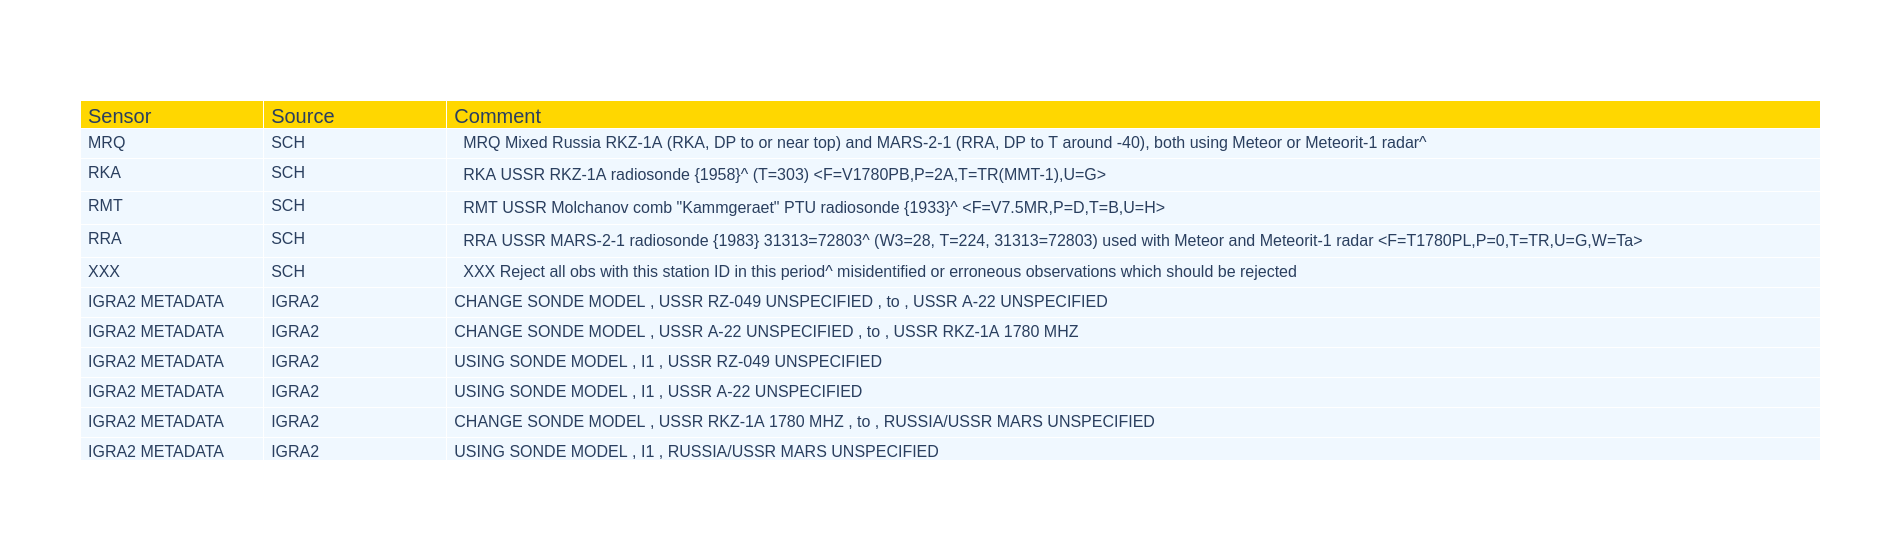 Sensor Source Comment
MRQ SCH MRQ Mixed Russia RKZ-1A (RKA, DP to or near top) and MARS-2-1 (RRA, DP to T around -40), both using Meteor or Meteorit-1 radar^
RKA SCH RKA USSR RKZ-1A radiosonde {1958}^ (T=303) <F=V1780PB,P=2A,T=TR(MMT-1),U=G>
RMT SCH RMT USSR Molchanov comb "Kammgeraet" PTU radiosonde {1933}^ <F=V7.5MR,P=D,T=B,U=H>
RRA SCH RRA USSR MARS-2-1 radiosonde {1983} 31313=72803^ (W3=28, T=224, 31313=72803) used with Meteor and Meteorit-1 radar <F=T1780PL,P=0,T=TR,U=G,W=Ta>
XXX SCH XXX Reject all obs with this station ID in this period^ misidentified or erroneous observations which should be rejected
IGRA2 METADATA IGRA2 CHANGE SONDE MODEL , USSR RZ-049 UNSPECIFIED , to , USSR A-22 UNSPECIFIED
IGRA2 METADATA IGRA2 CHANGE SONDE MODEL , USSR A-22 UNSPECIFIED , to , USSR RKZ-1A 1780 MHZ
IGRA2 METADATA IGRA2 USING SONDE MODEL , I1 , USSR RZ-049 UNSPECIFIED
IGRA2 METADATA IGRA2 USING SONDE MODEL , I1 , USSR A-22 UNSPECIFIED
IGRA2 METADATA IGRA2 CHANGE SONDE MODEL , USSR RKZ-1A 1780 MHZ , to , RUSSIA/USSR MARS UNSPECIFIED
IGRA2 METADATA IGRA2 USING SONDE MODEL , I1 , RUSSIA/USSR MARS UNSPECIFIED